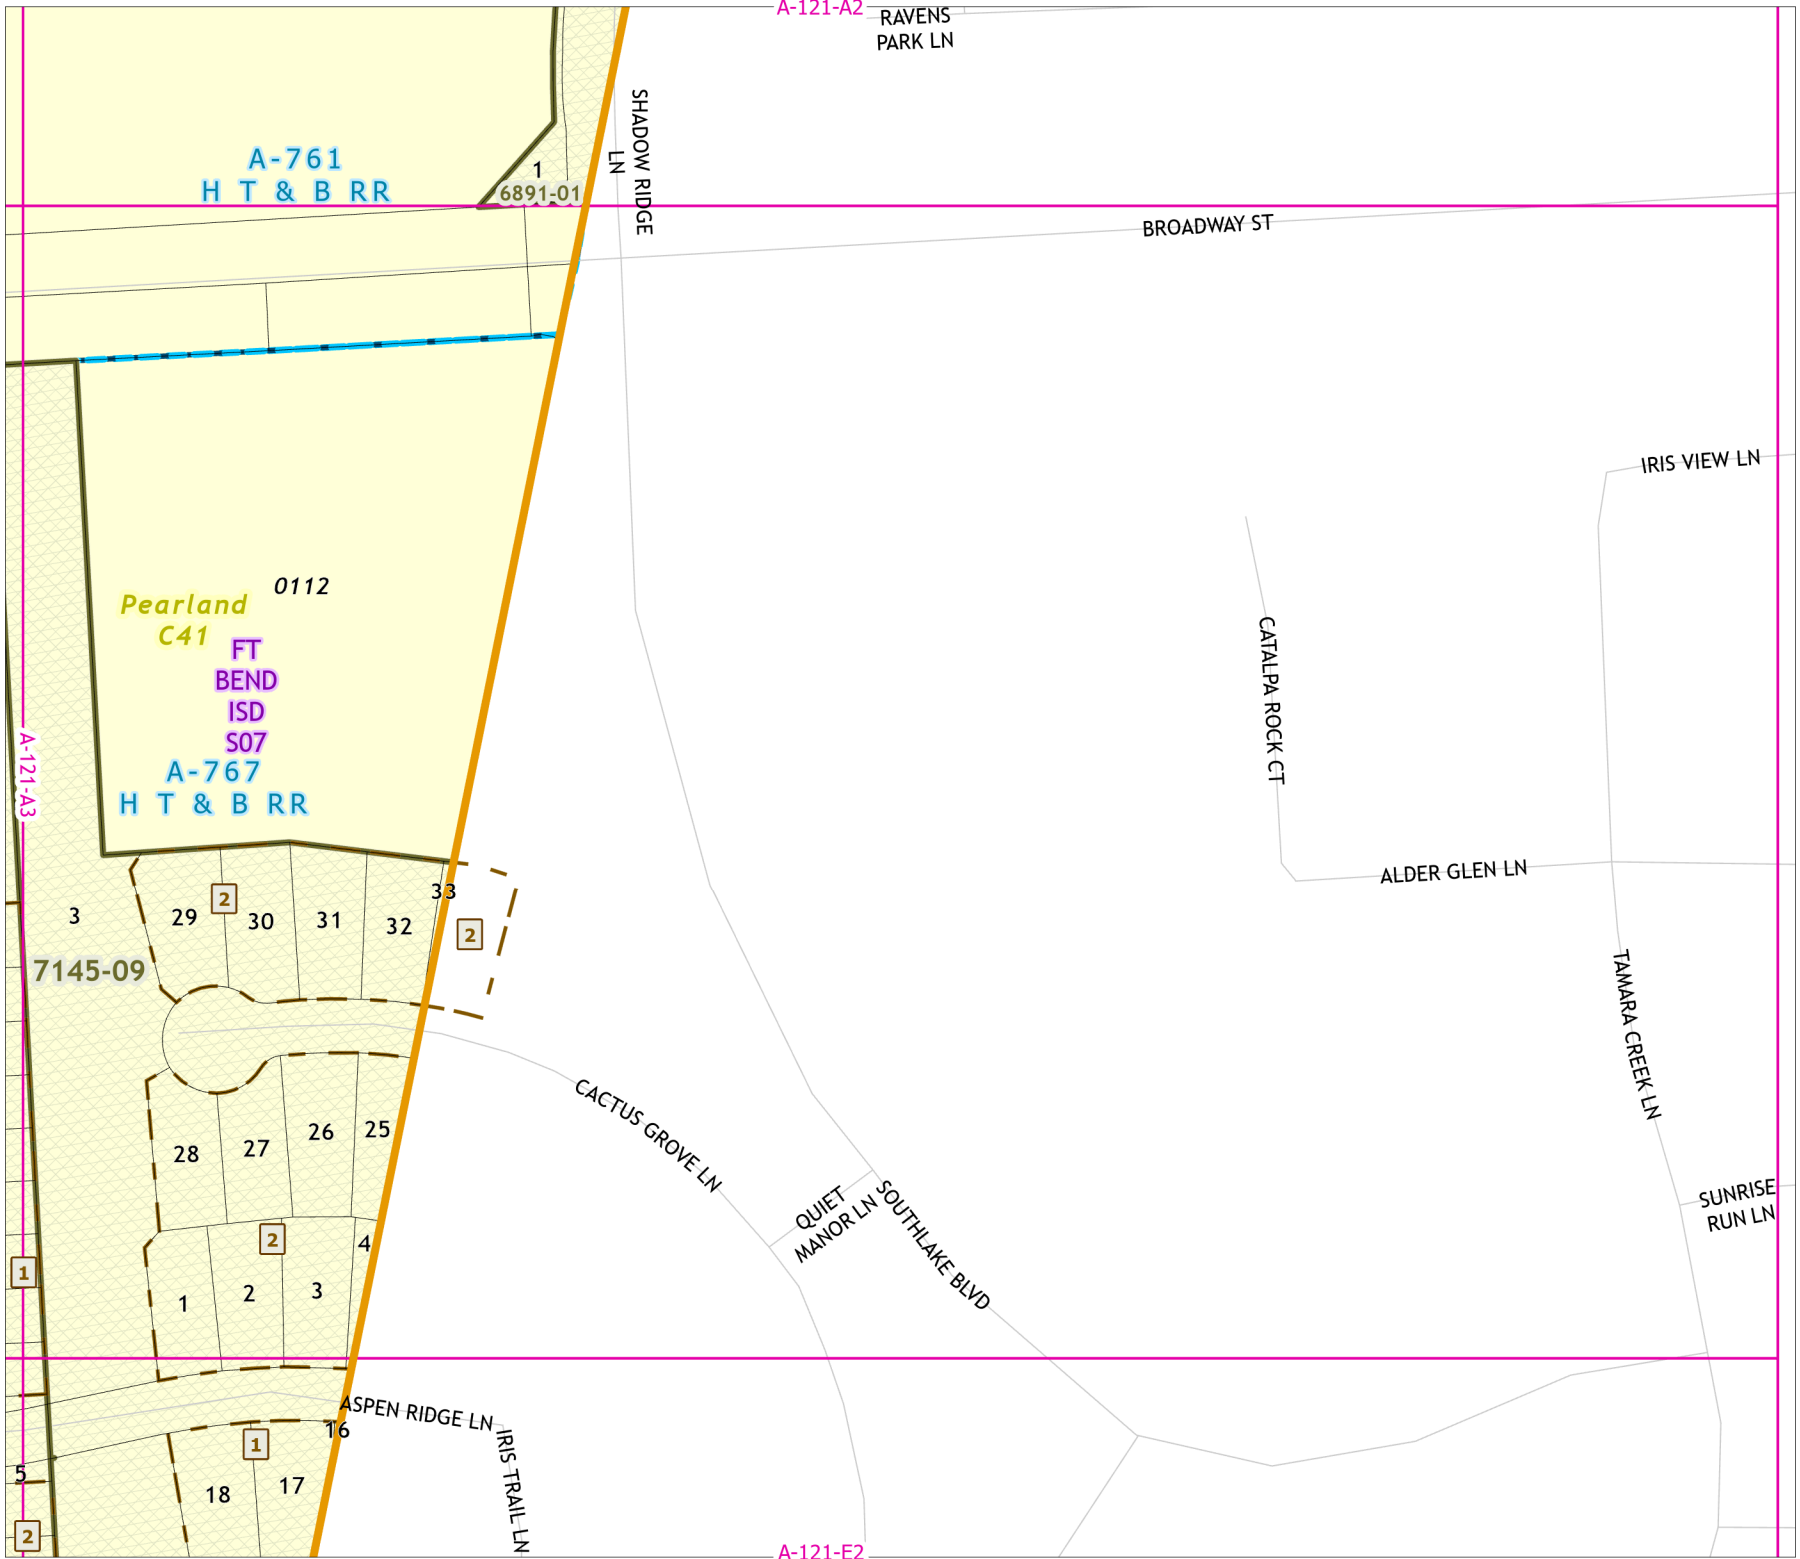 A-121-A2
RAVENS
PARK LN
SHADOW RIDGE
LN
A-761
H T & B RR
1
6891-01
BROADWAY ST
IRIS VIEW LN
0112
Pearland
C41
FT
BEND
ISD
S07
A-767
H T & B RR
A-121-A3
CATALPA ROCK CT
ALDER GLEN LN
33
2
29
30
31
32
2
3
7145-09
TAMARA CREEK LN
CACTUS GROVE LN
28
27
26
25
QUIET
MANOR LN
SOUTHLAKE BLVD
SUNRISE
RUN LN
2
4
1
1
2
3
ASPEN RIDGE LN
16
1
IRIS TRAIL LN
5
18
17
2
A-121-E2